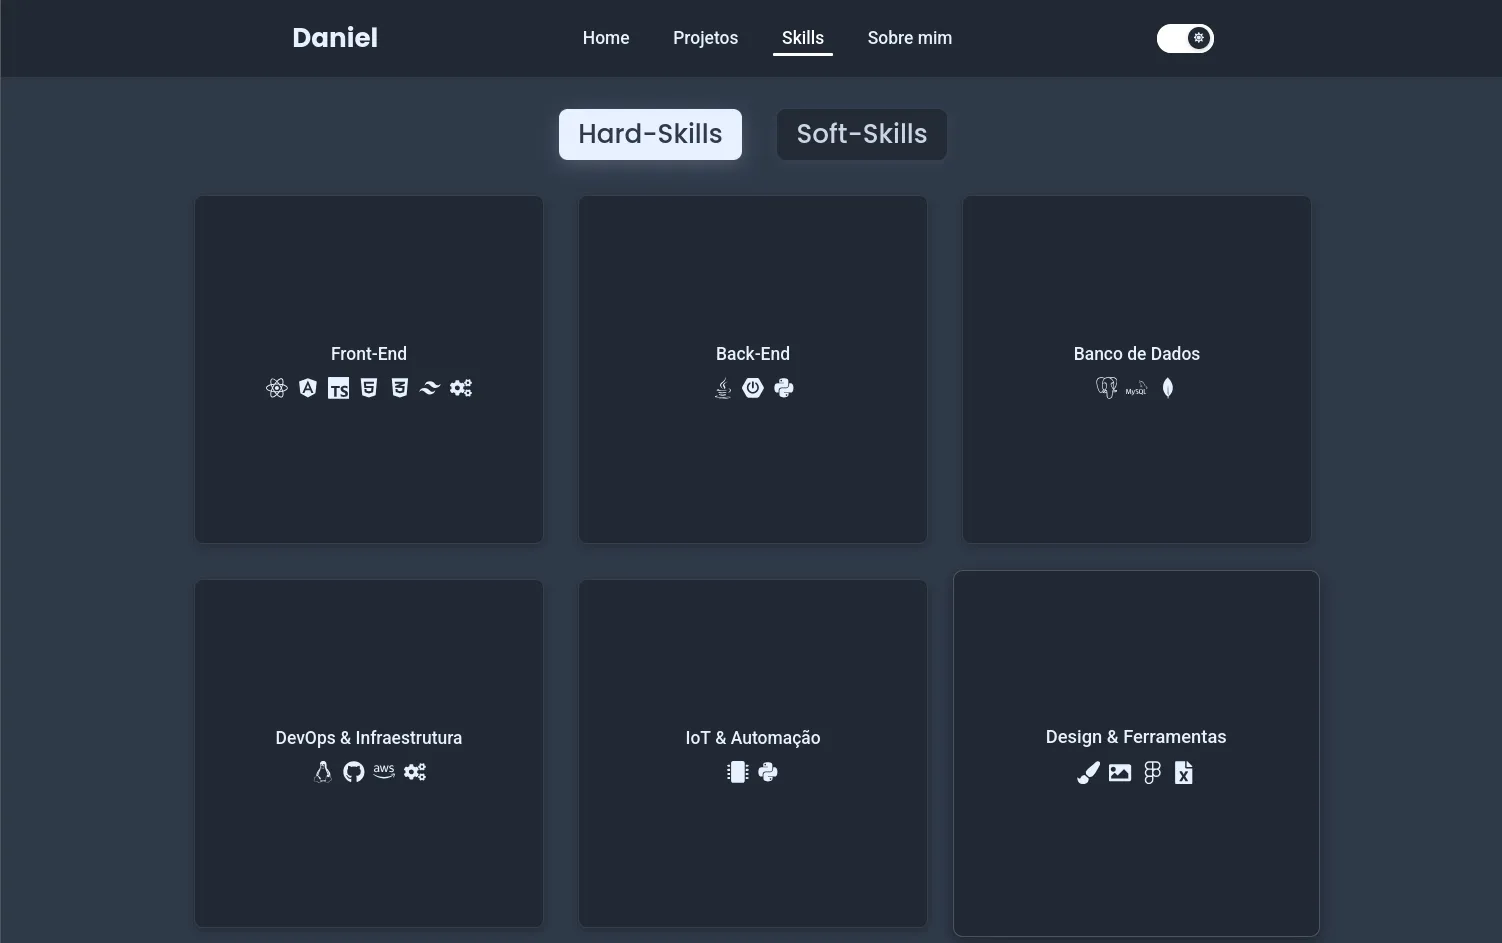 Daniel
Home Projetos Skills Sobre mim
Hard-Skills Soft-Skills
Front-End
TS
Back-End
Banco de Dados
MySQL
DevOps & Infraestrutura
aws
IoT & Automação
Design & Ferramentas